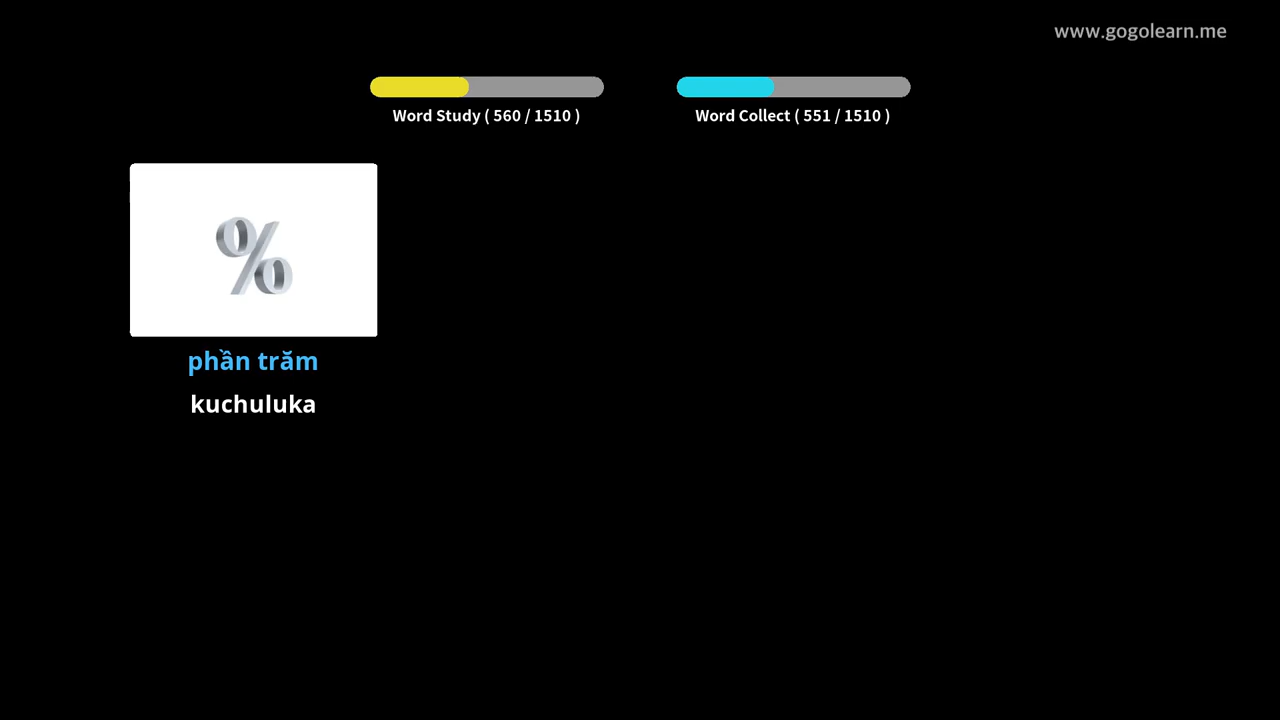 www.gogolearn.me
Word Study ( 560 / 1510 )
Word Collect ( 551 / 1510 )
%
phần trăm
kuchuluka